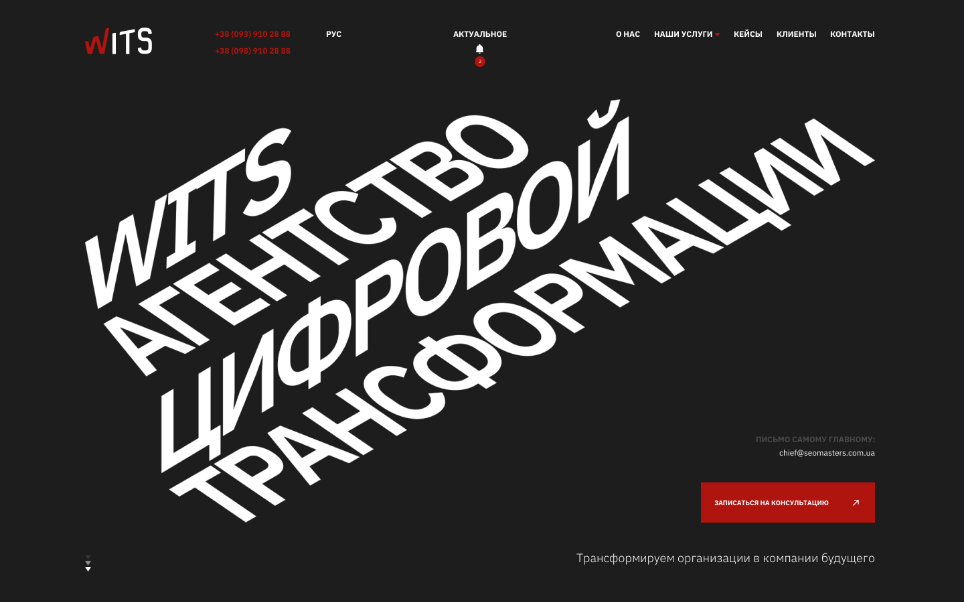 WITS
+38 (093) 910 28 88
+38 (098) 910 28 88
РУС
АКТУАЛЬНОЕ
О НАС
НАШИ УСЛУГИ
КЕЙСЫ
КЛИЕНТЫ
КОНТАКТЫ
WITS
АГЕНТСТВО
ЦИФРОВОЙ
ТРАНСФОРМАЦИИ
ПИСЬМО САМОМУ ГЛАВНОМУ:
chief@seomasters.com.ua
ЗАПИСАТЬСЯ НА КОНСУЛЬТАЦИЮ
Трансформируем организации в компании будущего